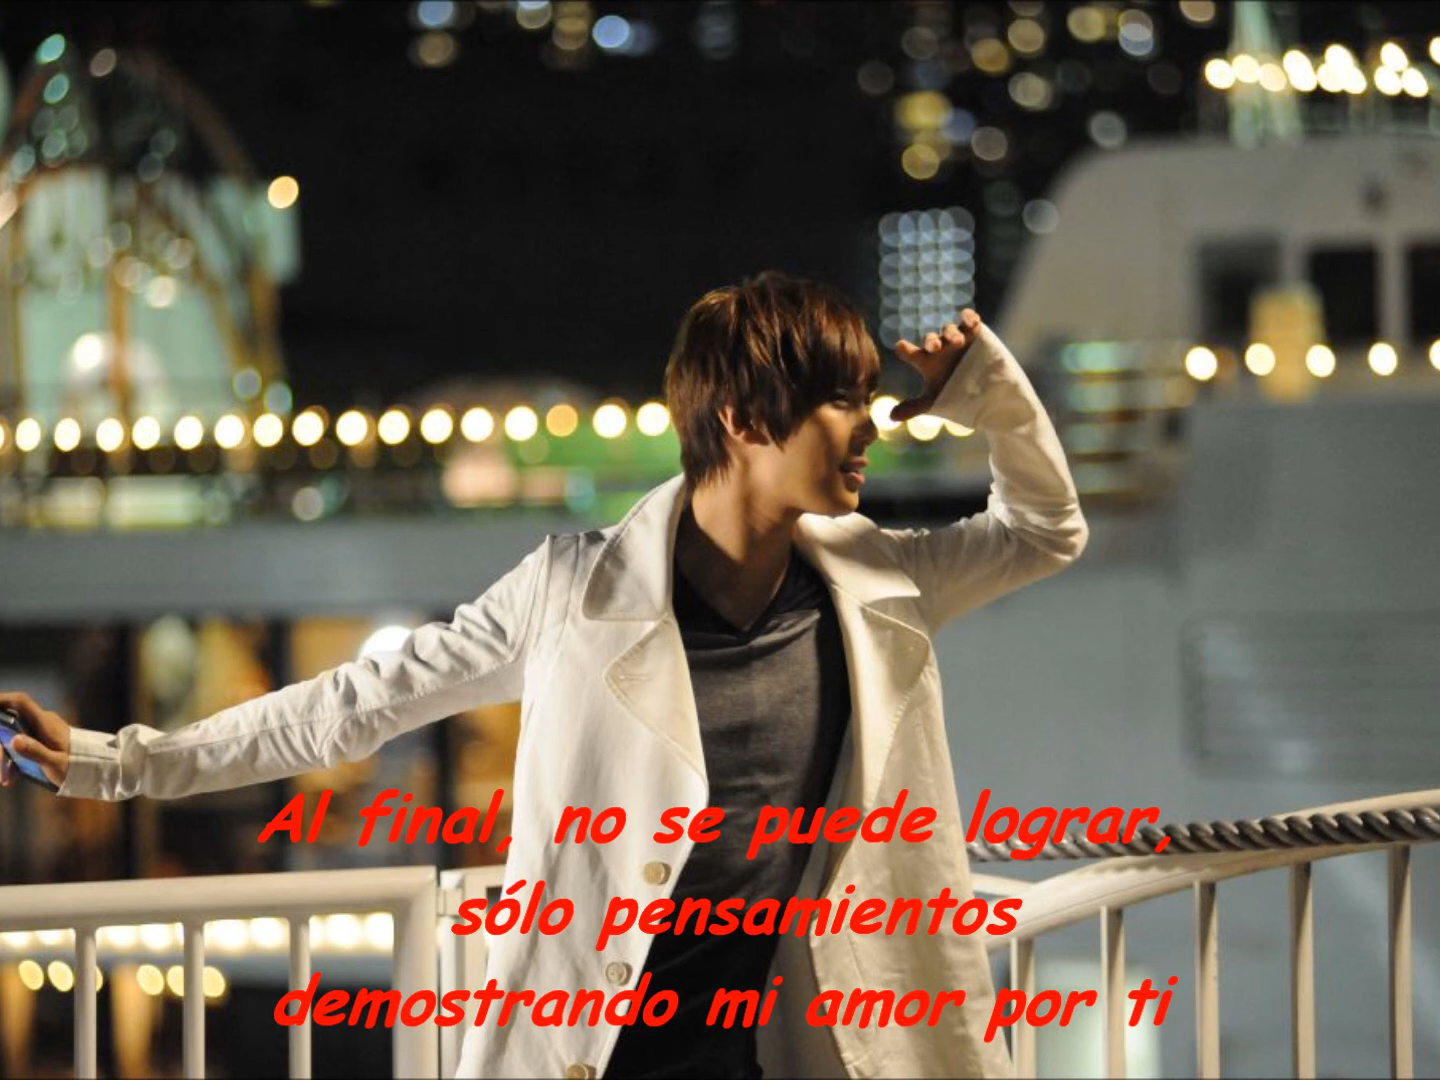 Al final, no se puede lograr,
sólo pensamientos
demostrando mi amor por ti